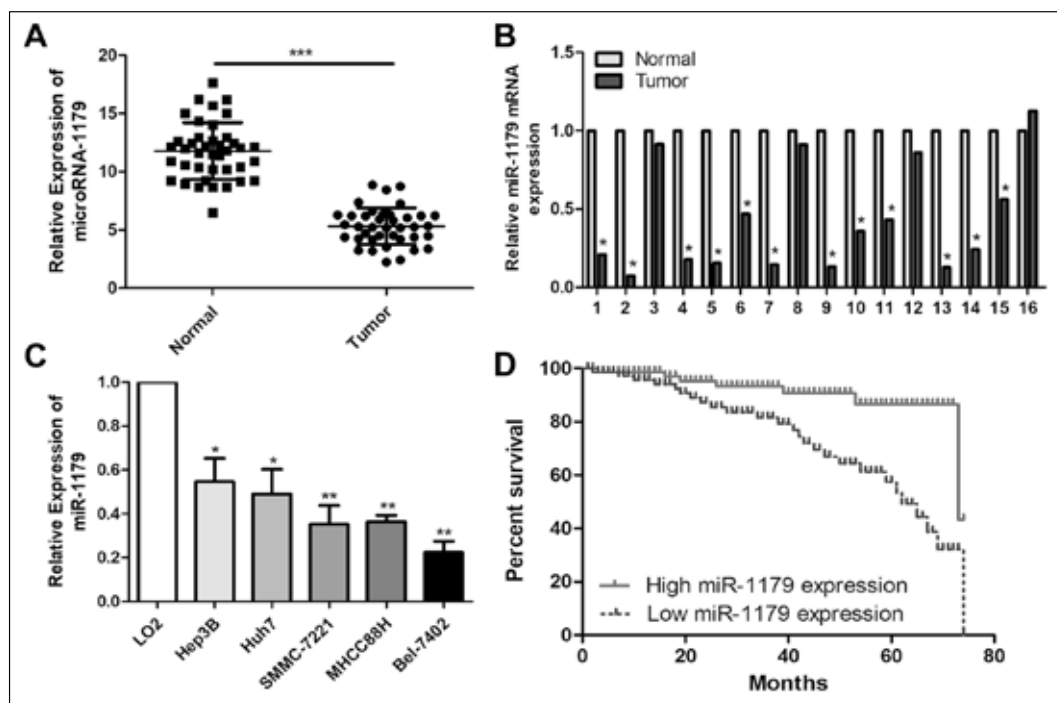 A
Relative Expression of
microRNA-1179
20
15
10
5
0
***
Normal
Tumor
B
Relative miR-1179 mRNA
expression
1.5
1.0
0.5
0.0
Normal
Tumor
* * * * * * * * * * * *
1 2 3 4 5 6 7 8 9 10 11 12 13 14 15 16
C
Relative Expression of
miR-1179
1.0
0.8
0.6
0.4
0.2
0.0
* * ** ** **
LO2
Hep3B
Huh7
SMMC-7221
MHCC88H
Bel-7402
D
Percent survival
100
80
60
40
20
0
High miR-1179 expression
Low miR-1179 expression
0 20 40 60 80
Months